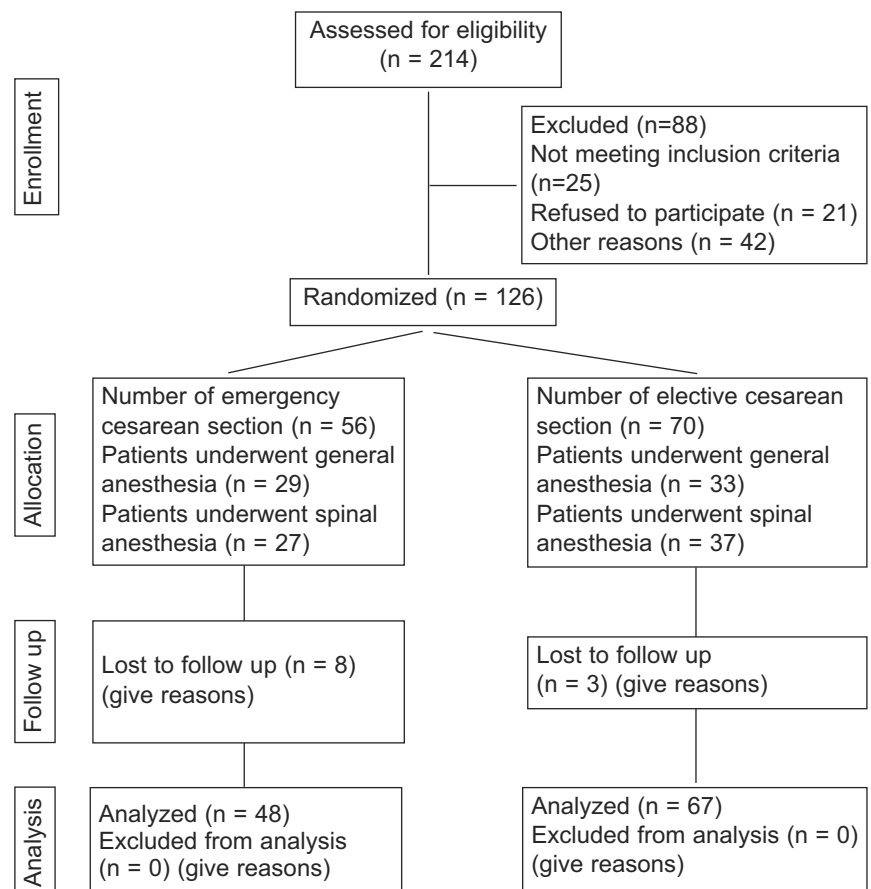 Assessed for eligibility
(n = 214)
Enrollment
Excluded (n=88)
Not meeting inclusion criteria
(n=25)
Refused to participate (n = 21)
Other reasons (n = 42)
Randomized (n = 126)
Allocation
Number of emergency
cesarean section (n = 56)
Patients underwent general
anesthesia (n = 29)
Patients underwent spinal
anesthesia (n = 27)
Number of elective cesarean
section (n = 70)
Patients underwent general
anesthesia (n = 33)
Patients underwent spinal
anesthesia (n = 37)
Follow up
Lost to follow up (n = 8)
(give reasons)
Lost to follow up
(n = 3) (give reasons)
Analysis
Analyzed (n = 48)
Excluded from analysis
(n = 0) (give reasons)
Analyzed (n = 67)
Excluded from analysis (n = 0)
(give reasons)